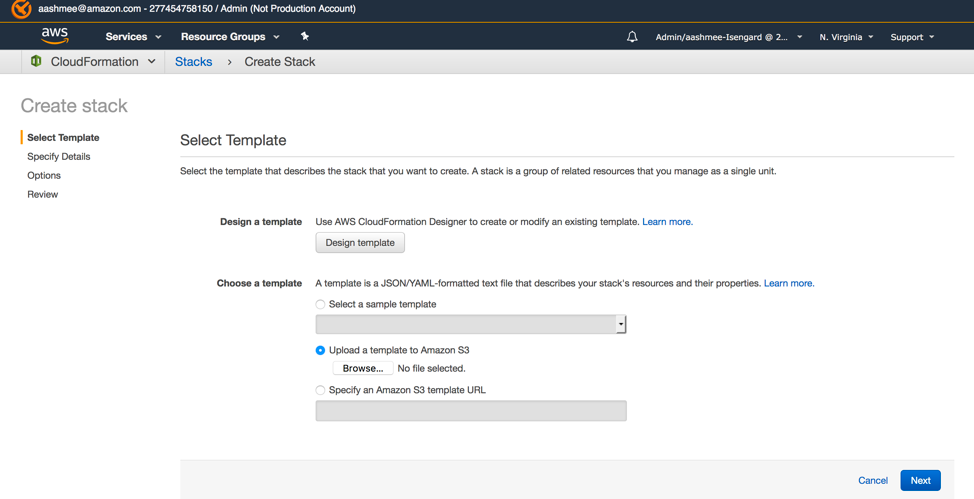 aashmee@amazon.com - 277454758150 / Admin (Not Production Account)
aws Services Resource Groups Admin/aashmee-Isengard @ 2... N. Virginia Support
CloudFormation Stacks > Create Stack
Create stack
Select Template
Specify Details
Options
Review
Select Template
Select the template that describes the stack that you want to create. A stack is a group of related resources that you manage as a single unit.
Design a template Use AWS CloudFormation Designer to create or modify an existing template. Learn more.
Design template
Choose a template A template is a JSON/YAML-formatted text file that describes your stack's resources and their properties. Learn more.
Select a sample template
Upload a template to Amazon S3
Browse... No file selected.
Specify an Amazon S3 template URL
Cancel Next